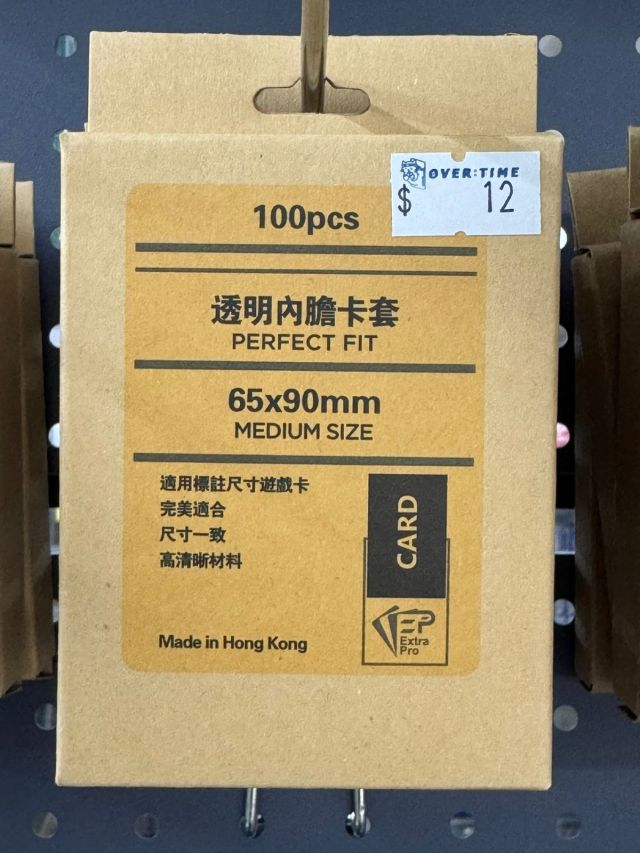 OVER:TIME
$ 12
100pcs
透明內膽卡套
PERFECT FIT
65x90mm
MEDIUM SIZE
適用標註尺寸遊戲卡
完美適合
尺寸一致
高清晰材料
CARD
EP
Extra
Pro
Made in Hong Kong